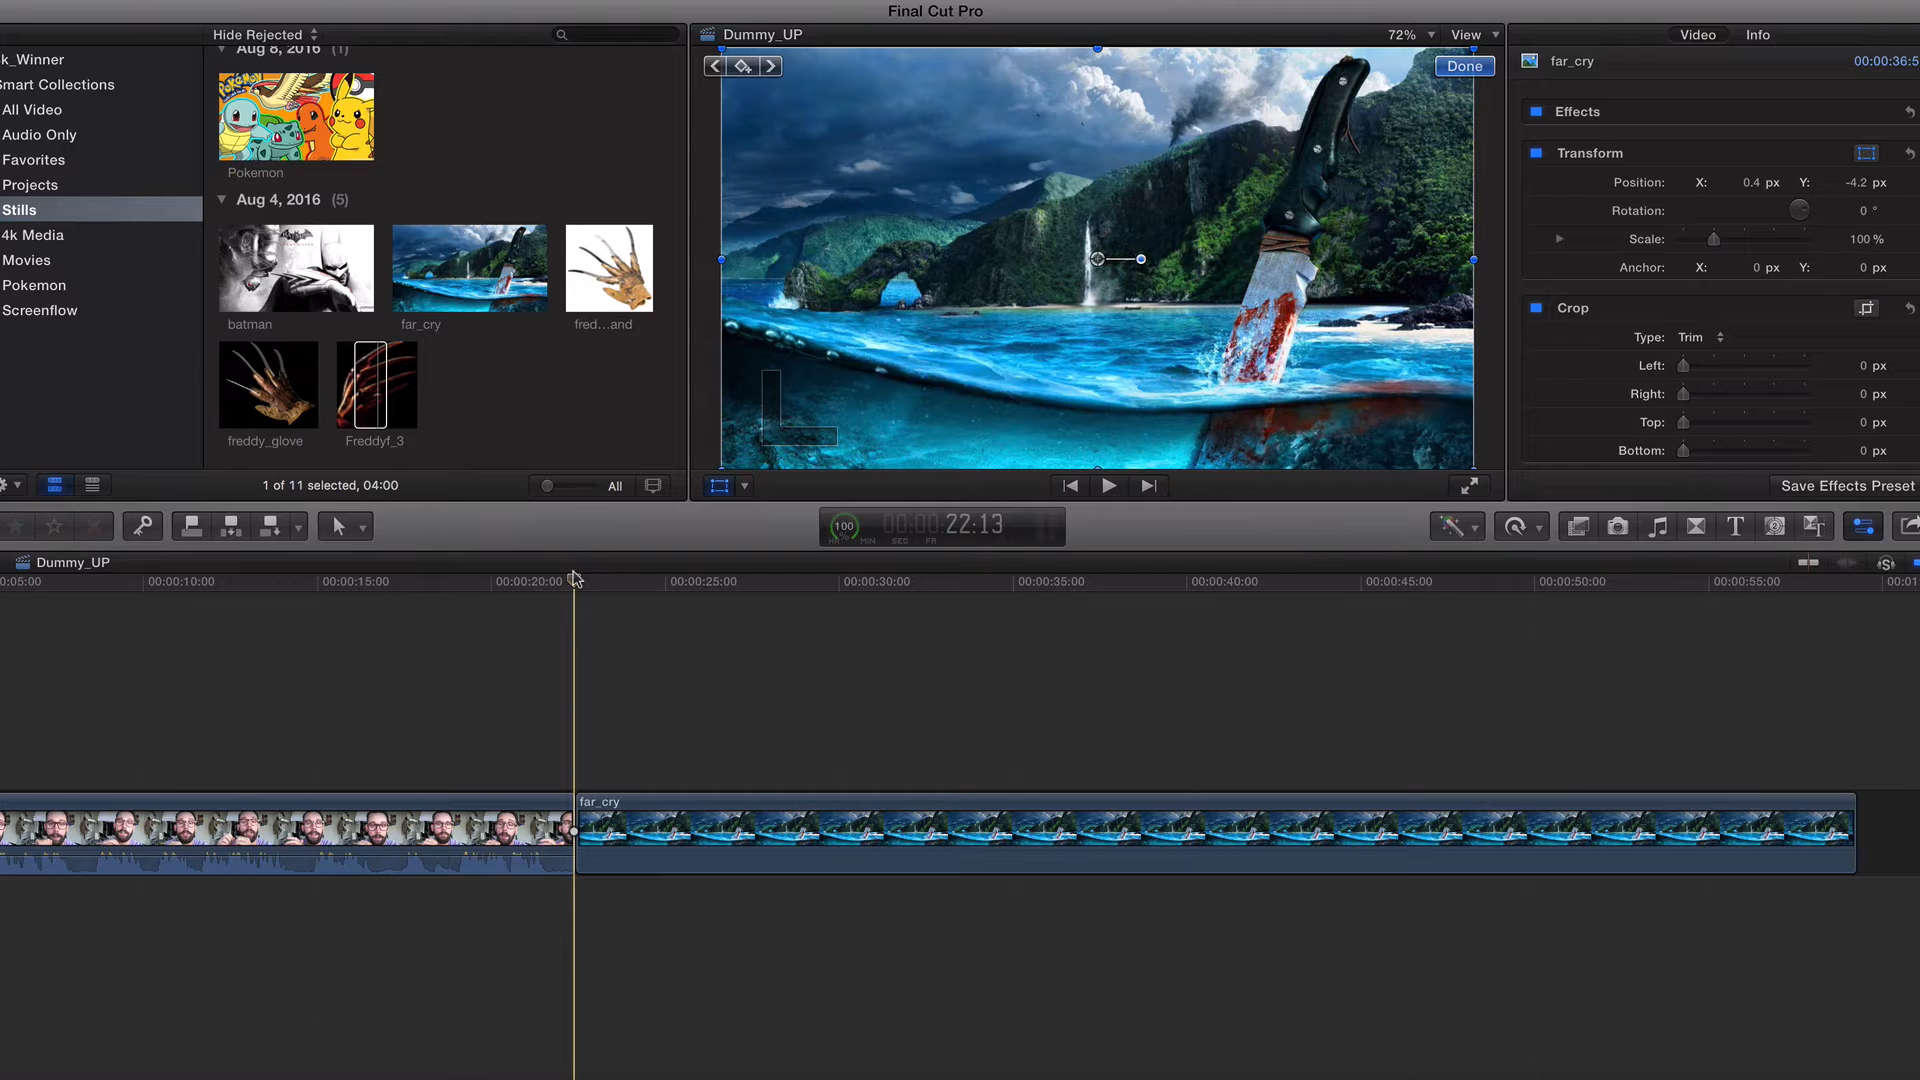 Final Cut Pro
Hide Rejected
Dummy_UP
72%
View
Video
Info
k_Winner
Smart Collections
All Video
Audio Only
Favorites
Projects
Stills
4k Media
Movies
Pokemon
Screenflow
Aug 8, 2016 (1)
POKéMON
Pokemon
Aug 4, 2016 (5)
batman
far_cry
fred...and
freddy_glove
Freddyf_3
Done
far_cry
00:00:36:5
Effects
Transform
Position: X: 0.4 px Y: -4.2 px
Rotation: 0 °
Scale: 100 %
Anchor: X: 0 px Y: 0 px
Crop
Type: Trim
Left: 0 px
Right: 0 px
Top: 0 px
Bottom: 0 px
1 of 11 selected, 04:00
All
Save Effects Preset
100
%
00:00:22:13
HR MIN SEC FR
T
T
Dummy_UP
S
0:05:00
00:00:10:00
00:00:15:00
00:00:20:00
00:00:25:00
00:00:30:00
00:00:35:00
00:00:40:00
00:00:45:00
00:00:50:00
00:00:55:00
00:01:
far_cry